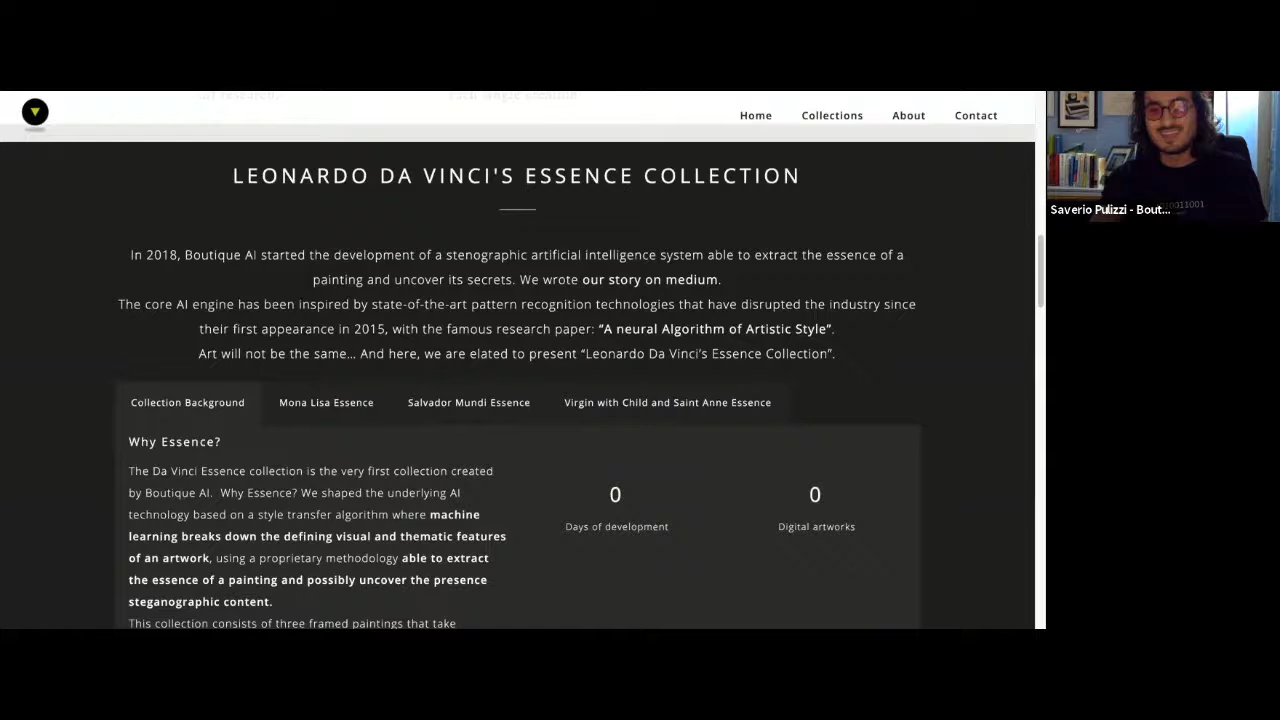 Home Collections About Contact
LEONARDO DA VINCI'S ESSENCE COLLECTION
In 2018, Boutique AI started the development of a stenographic artificial intelligence system able to extract the essence of a
painting and uncover its secrets. We wrote our story on medium.
The core AI engine has been inspired by state-of-the-art pattern recognition technologies that have disrupted the industry since
their first appearance in 2015, with the famous research paper: “A neural Algorithm of Artistic Style”.
Art will not be the same... And here, we are elated to present “Leonardo Da Vinci’s Essence Collection”.
Collection Background Mona Lisa Essence Salvador Mundi Essence Virgin with Child and Saint Anne Essence
Why Essence?
The Da Vinci Essence collection is the very first collection created
by Boutique AI. Why Essence? We shaped the underlying AI
technology based on a style transfer algorithm where machine
learning breaks down the defining visual and thematic features
of an artwork, using a proprietary methodology able to extract
the essence of a painting and possibly uncover the presence
steganographic content.
This collection consists of three framed paintings that take
0
Days of development
0
Digital artworks
Saverio Pulizzi - Bout...